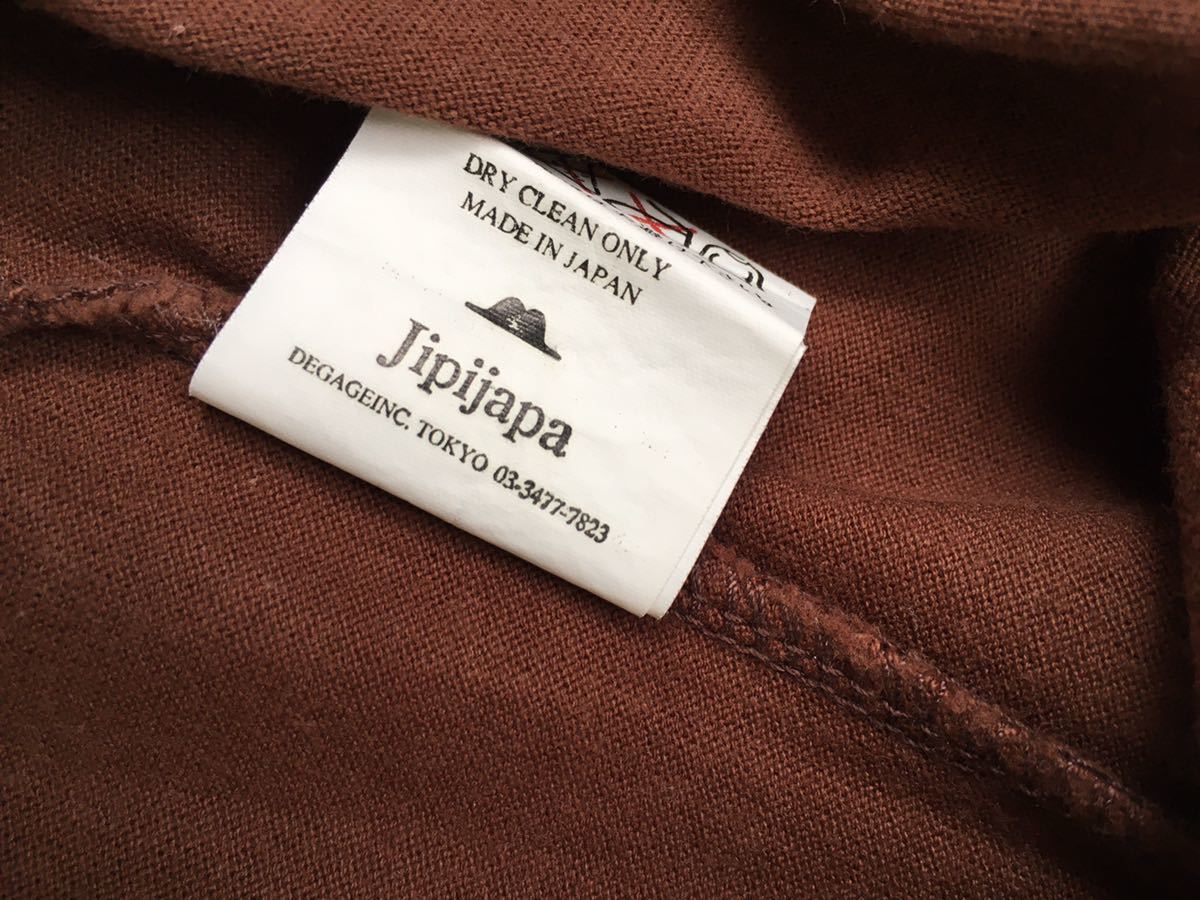 DRY CLEAN ONLY
MADE IN JAPAN
Jipijapa
DEGAGEINC, TOKYO 03-3477-7823